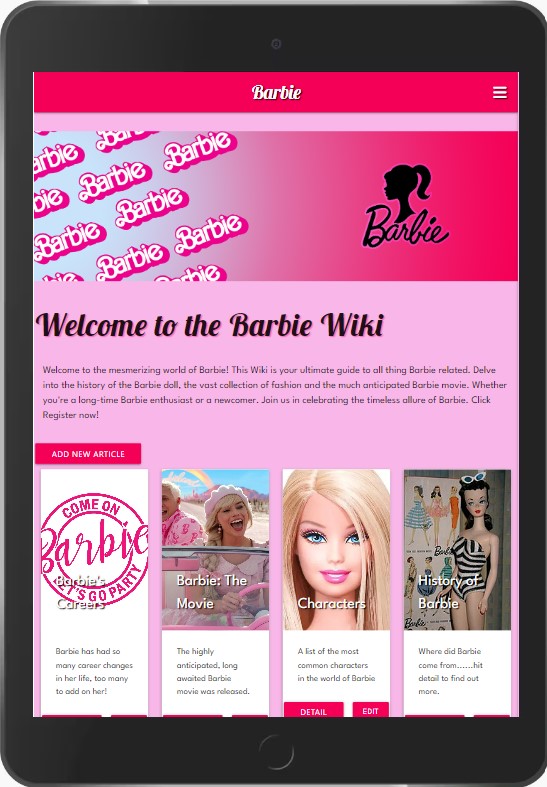 Barbie
Barbie
Barbie
Barbie
Barbie
Barbie
Barbie
Barbie
Barbie
Barbie
Welcome to the Barbie Wiki
Welcome to the mesmerizing world of Barbie! This Wiki is your ultimate guide to all thing Barbie related. Delve
into the history of the Barbie doll, the vast collection of fashion and the much anticipated Barbie movie. Whether
you're a long-time Barbie enthusiast or a newcomer. Join us in celebrating the timeless allure of Barbie. Click
Register now!
ADD NEW ARTICLE
COME ON
Barbie
LET'S GO PARTY
Barbie's
Careers
Barbie has had so
many career changes
in her life, too many
to add on her!
Barbie: The
Movie
The highly
anticipated, long
awaited Barbie
movie was released.
Characters
A list of the most
common characters
in the world of Barbie
DETAIL
EDIT
Barbie
History of
Barbie
Barbie
Where did Barbie
come from......hit
detail to find out
more.